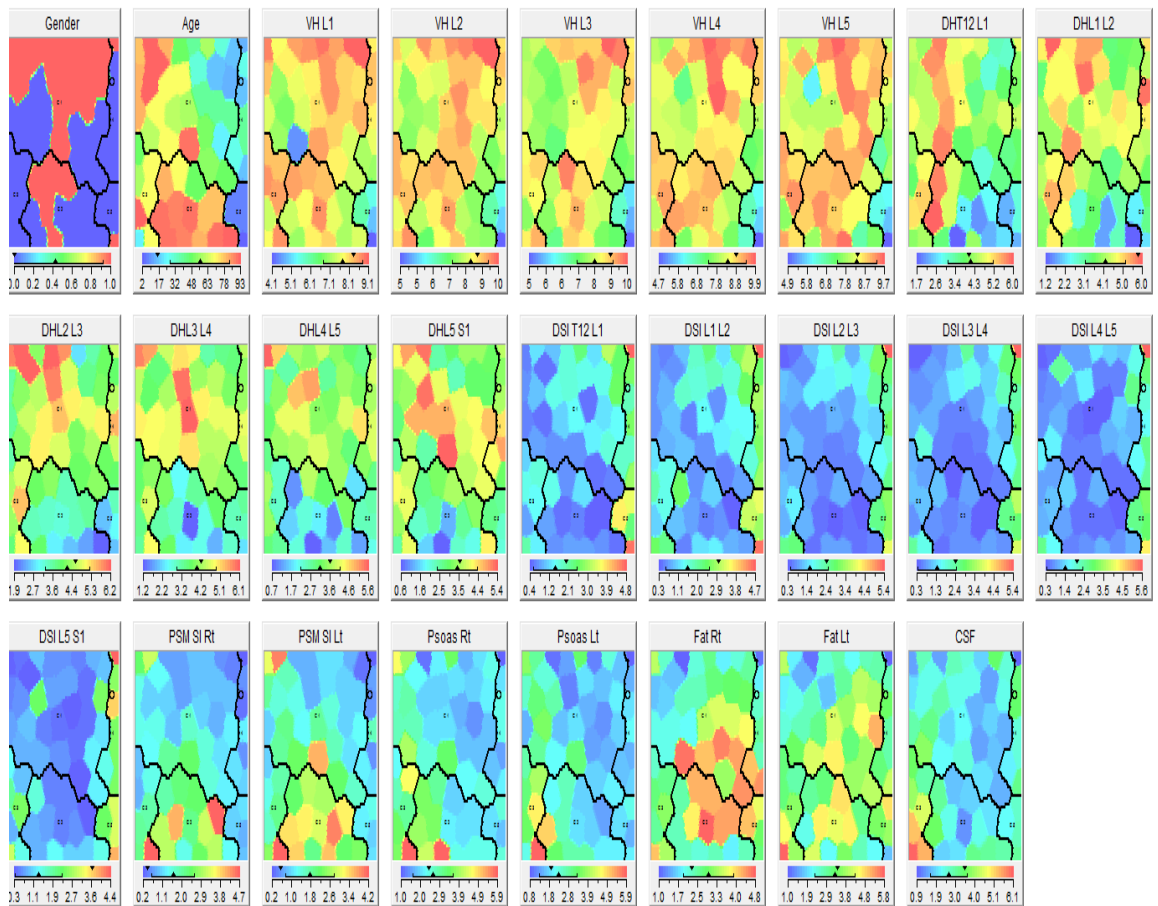 Gender Age VH L1 VH L2 VH L3 VH L4 VH L5 DHT12 L1 DHL1 L2
0.0 0.2 0.4 0.6 0.8 1.0 2 17 32 48 63 78 93 4.1 5.1 6.1 7.1 8.1 9.1 5 5 6 7 8 9 10 5 6 7 8 9 10 4.7 5.8 6.8 7.8 8.8 9.9 4.9 5.8 6.8 7.8 8.7 9.7 1.7 2.6 3.4 4.3 5.2 6.0 1.2 2.2 3.1 4.1 5.0 6.0
DHL2 L3 DHL3 L4 DHL4 L5 DHL5 S1 DSI T12 L1 DSI L1 L2 DSI L2 L3 DSI L3 L4 DSI L4 L5
1.9 2.7 3.6 4.4 5.3 6.2 1.2 2.2 3.2 4.2 5.1 6.1 0.7 1.7 2.6 3.5 4.5 5.4 0.6 1.6 2.5 3.5 4.4 5.4 0.4 1.3 2.2 3.1 3.9 4.8 0.3 1.1 2.0 3.0 3.8 4.7 0.3 1.3 2.4 3.4 4.4 5.4 0.3 1.4 2.4 3.4 4.4 5.4 0.3 1.4 2.4 3.5 4.6 5.6
DSI L5 S1 PSM SI Rt PSM SI Lt Psoas Rt Psoas Lt Fat Rt Fat Lt CSF
0.3 1.1 2.0 2.8 3.6 4.4 0.2 1.1 2.0 2.9 3.8 4.7 0.2 1.0 1.8 2.6 3.4 4.2 1.0 2.0 3.0 4.0 4.9 5.9 1.0 2.0 3.0 4.0 4.9 5.9 1.0 1.7 2.5 3.3 4.0 4.8 1.0 1.9 2.9 3.9 4.8 5.8 0.9 1.9 3.0 4.0 5.1 6.1